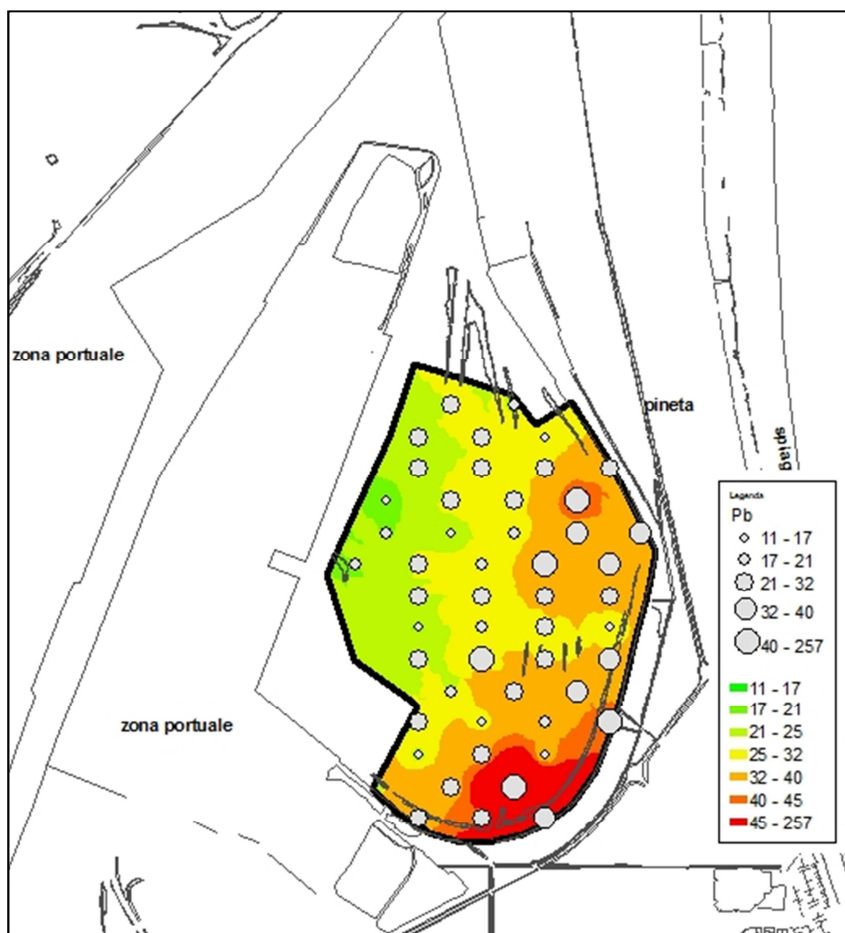 zona portuale
pineta
spiag
zona portuale
Legenda
Pb
11 - 17
17 - 21
21 - 32
32 - 40
40 - 257
11 - 17
17 - 21
21 - 25
25 - 32
32 - 40
40 - 45
45 - 257